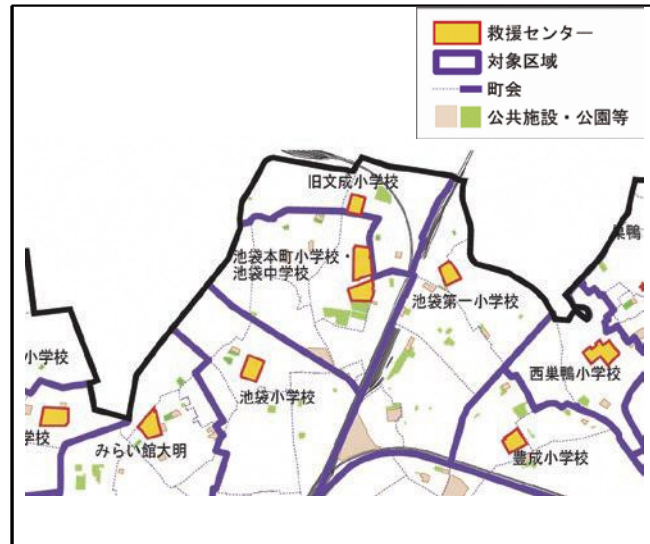 救援センター
対象区域
町会
公共施設・公園等
旧文成小学校
巣鴨
池袋本町小学校・
池袋中学校
池袋第一小学校
小学校
西巣鴨小学校
池袋小学校
学校
みらい館大明
豊成小学校